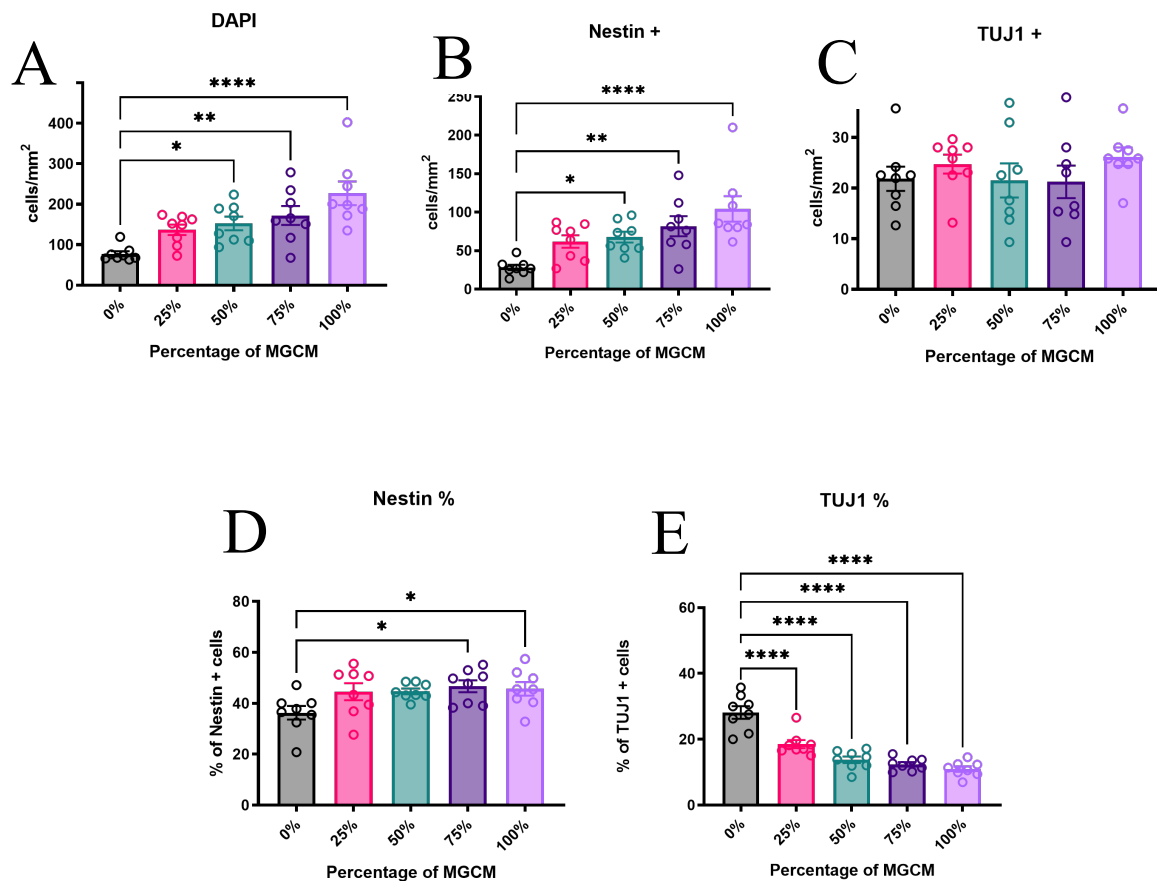 DAPI
A
cells/mm2
400
300
200
100
0
****
**
*
0% 25% 50% 75% 100%
Percentage of MGCM
Nestin +
B
cells/mm2
250
200
150
100
50
0
****
**
*
0% 25% 50% 75% 100%
Percentage of MGCM
TUJ1 +
C
cells/mm2
30
20
10
0
0% 25% 50% 75% 100%
Percentage of MGCM
Nestin %
D
% of Nestin + cells
80
60
40
20
0
*
*
0% 25% 50% 75% 100%
Percentage of MGCM
TUJ1 %
E
% of TUJ1 + cells
60
40
20
0
****
****
****
****
0% 25% 50% 75% 100%
Percentage of MGCM